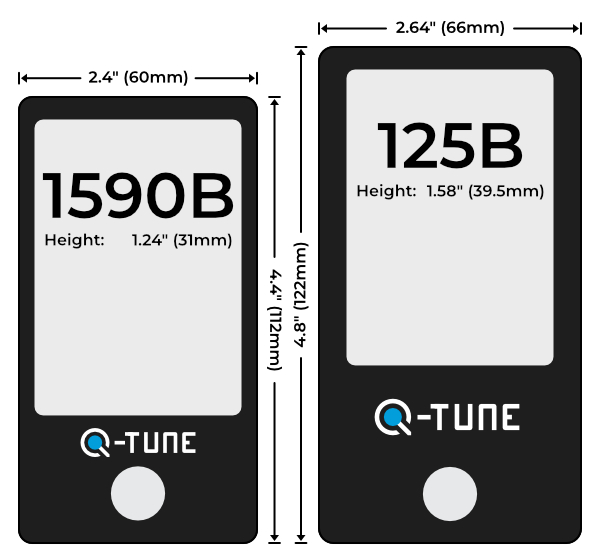 2.4" (60mm)
1590B
Height: 1.24" (31mm)
4.4" (112mm)
Q-TUNE
2.64" (66mm)
125B
Height: 1.58" (39.5mm)
4.8" (122mm)
Q-TUNE